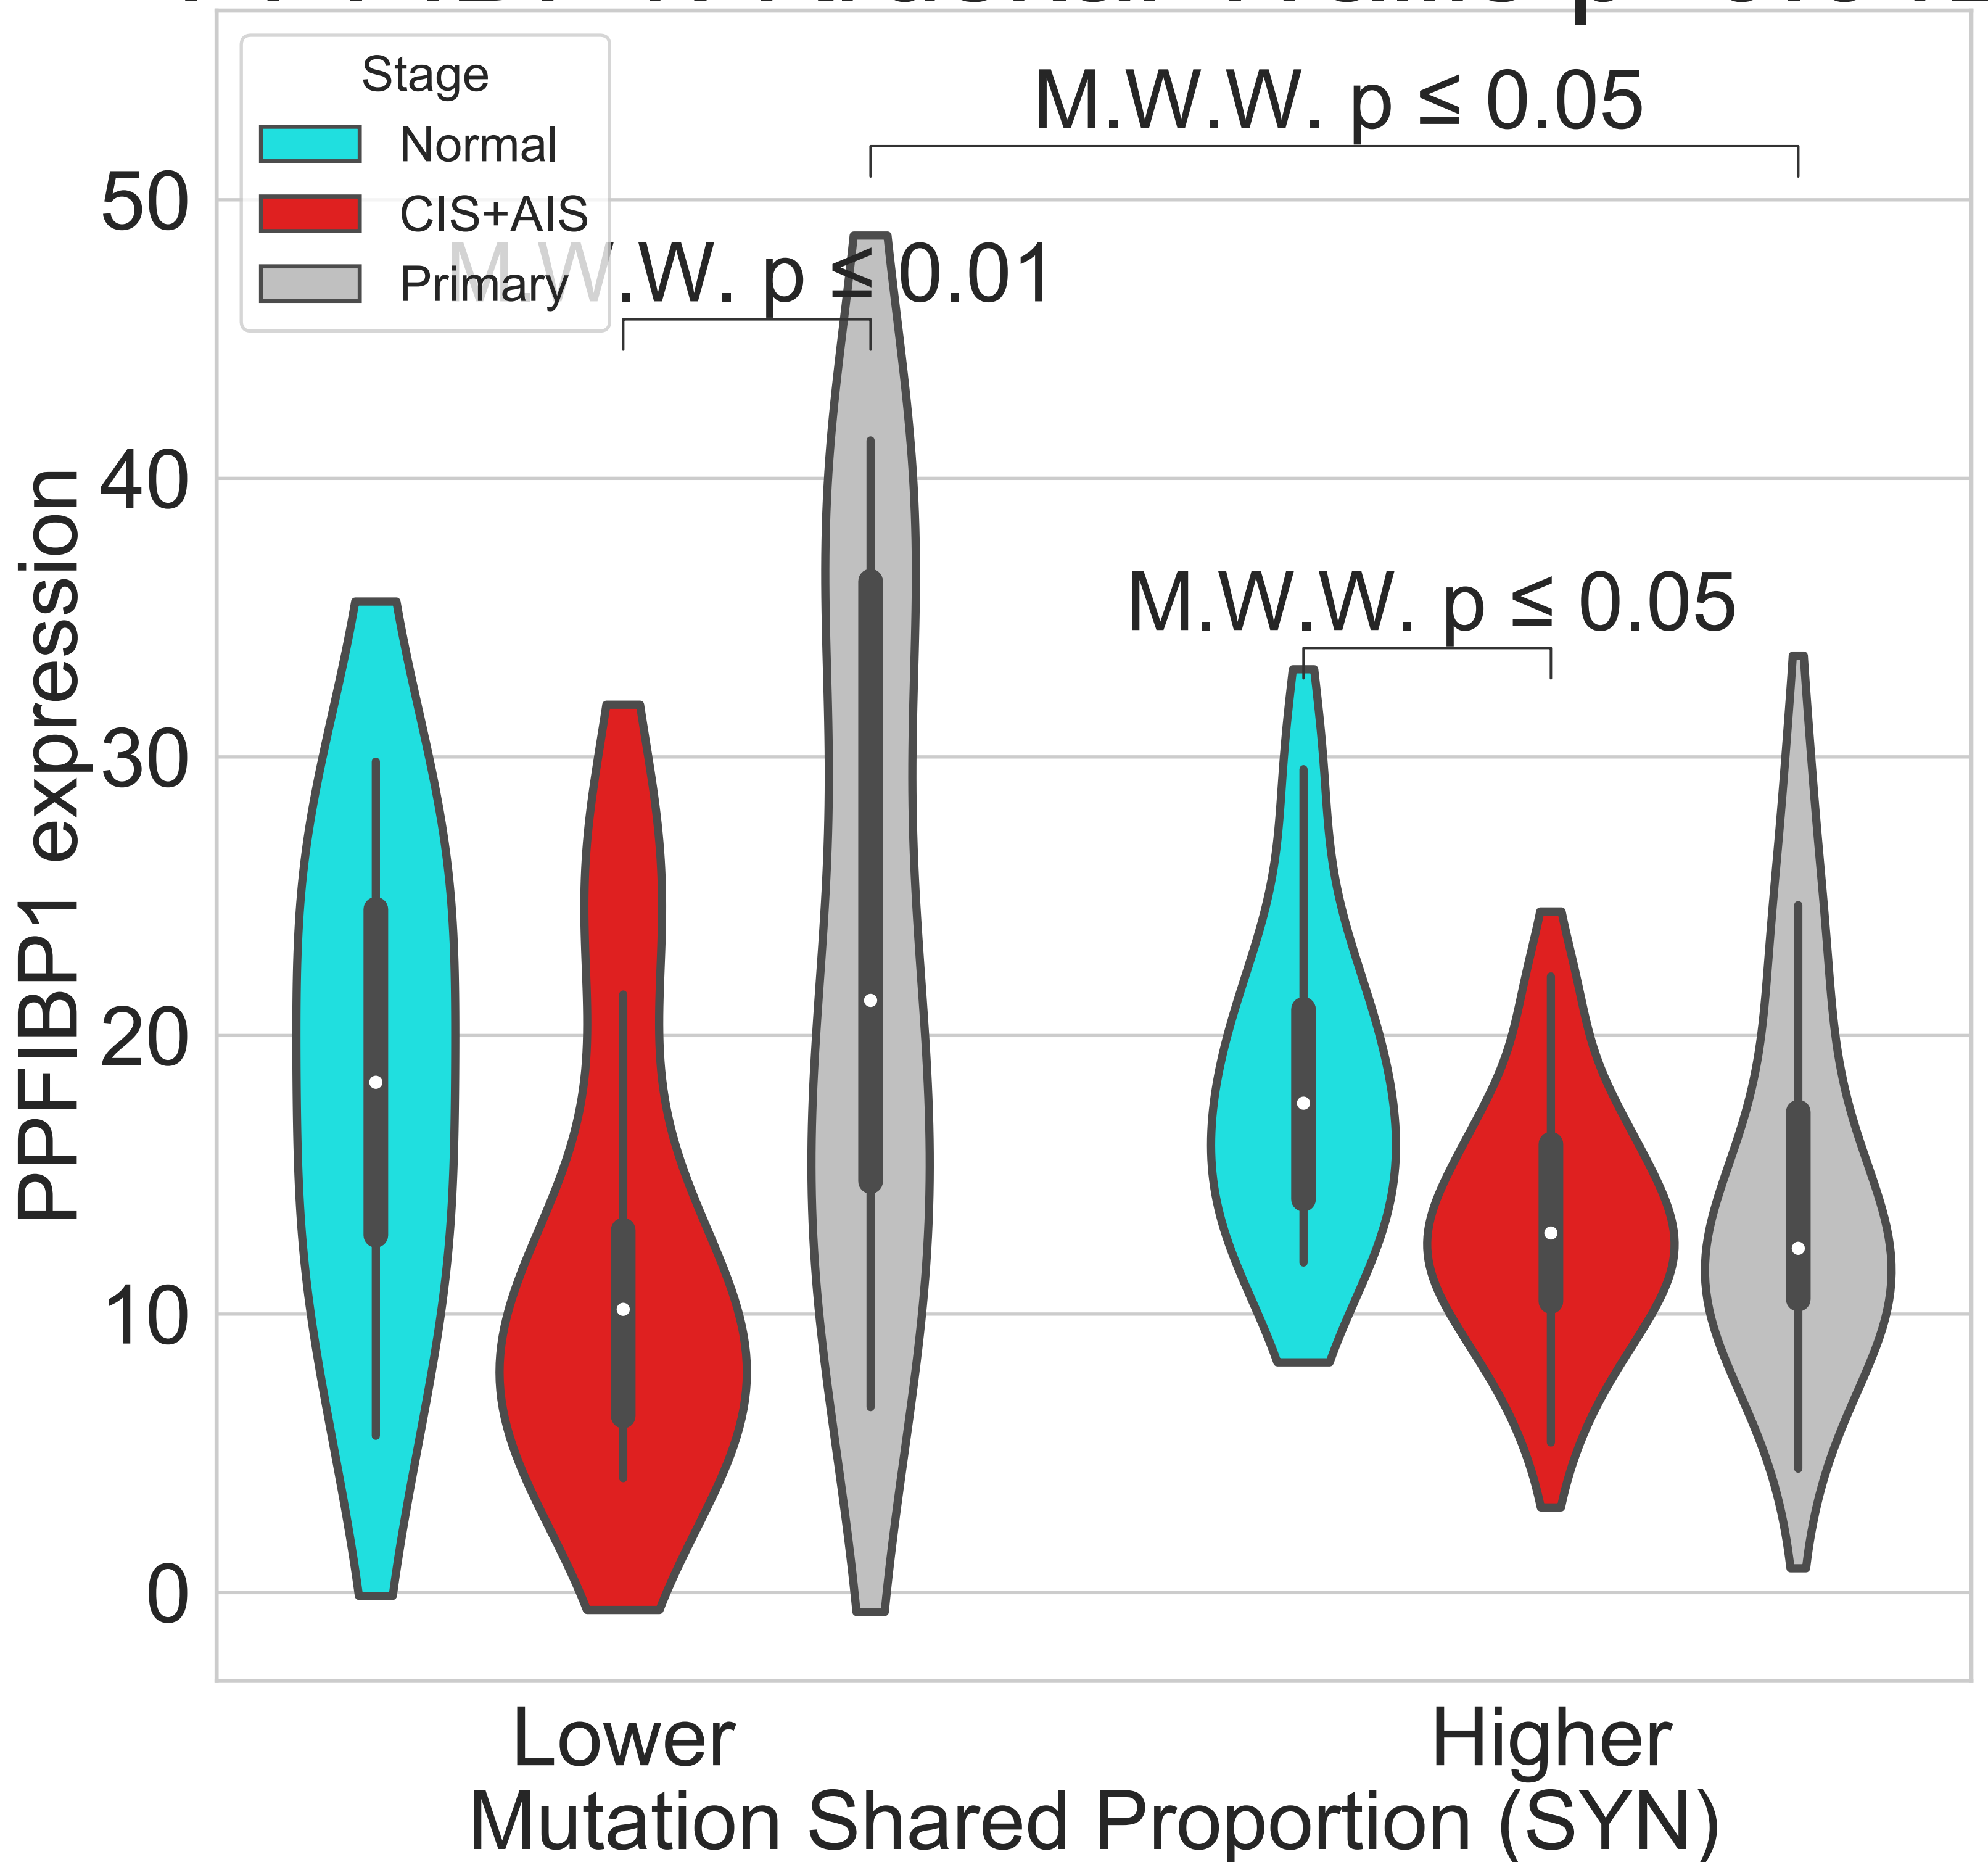 Stage
Normal
CIS+AIS
Primary
M.W.W. p ≤ 0.05
M.W.W. p ≤ 0.01
M.W.W. p ≤ 0.05
50
40
30
20
10
0
PPFIBP1 expression
Lower
Higher
Mutation Shared Proportion (SYN)